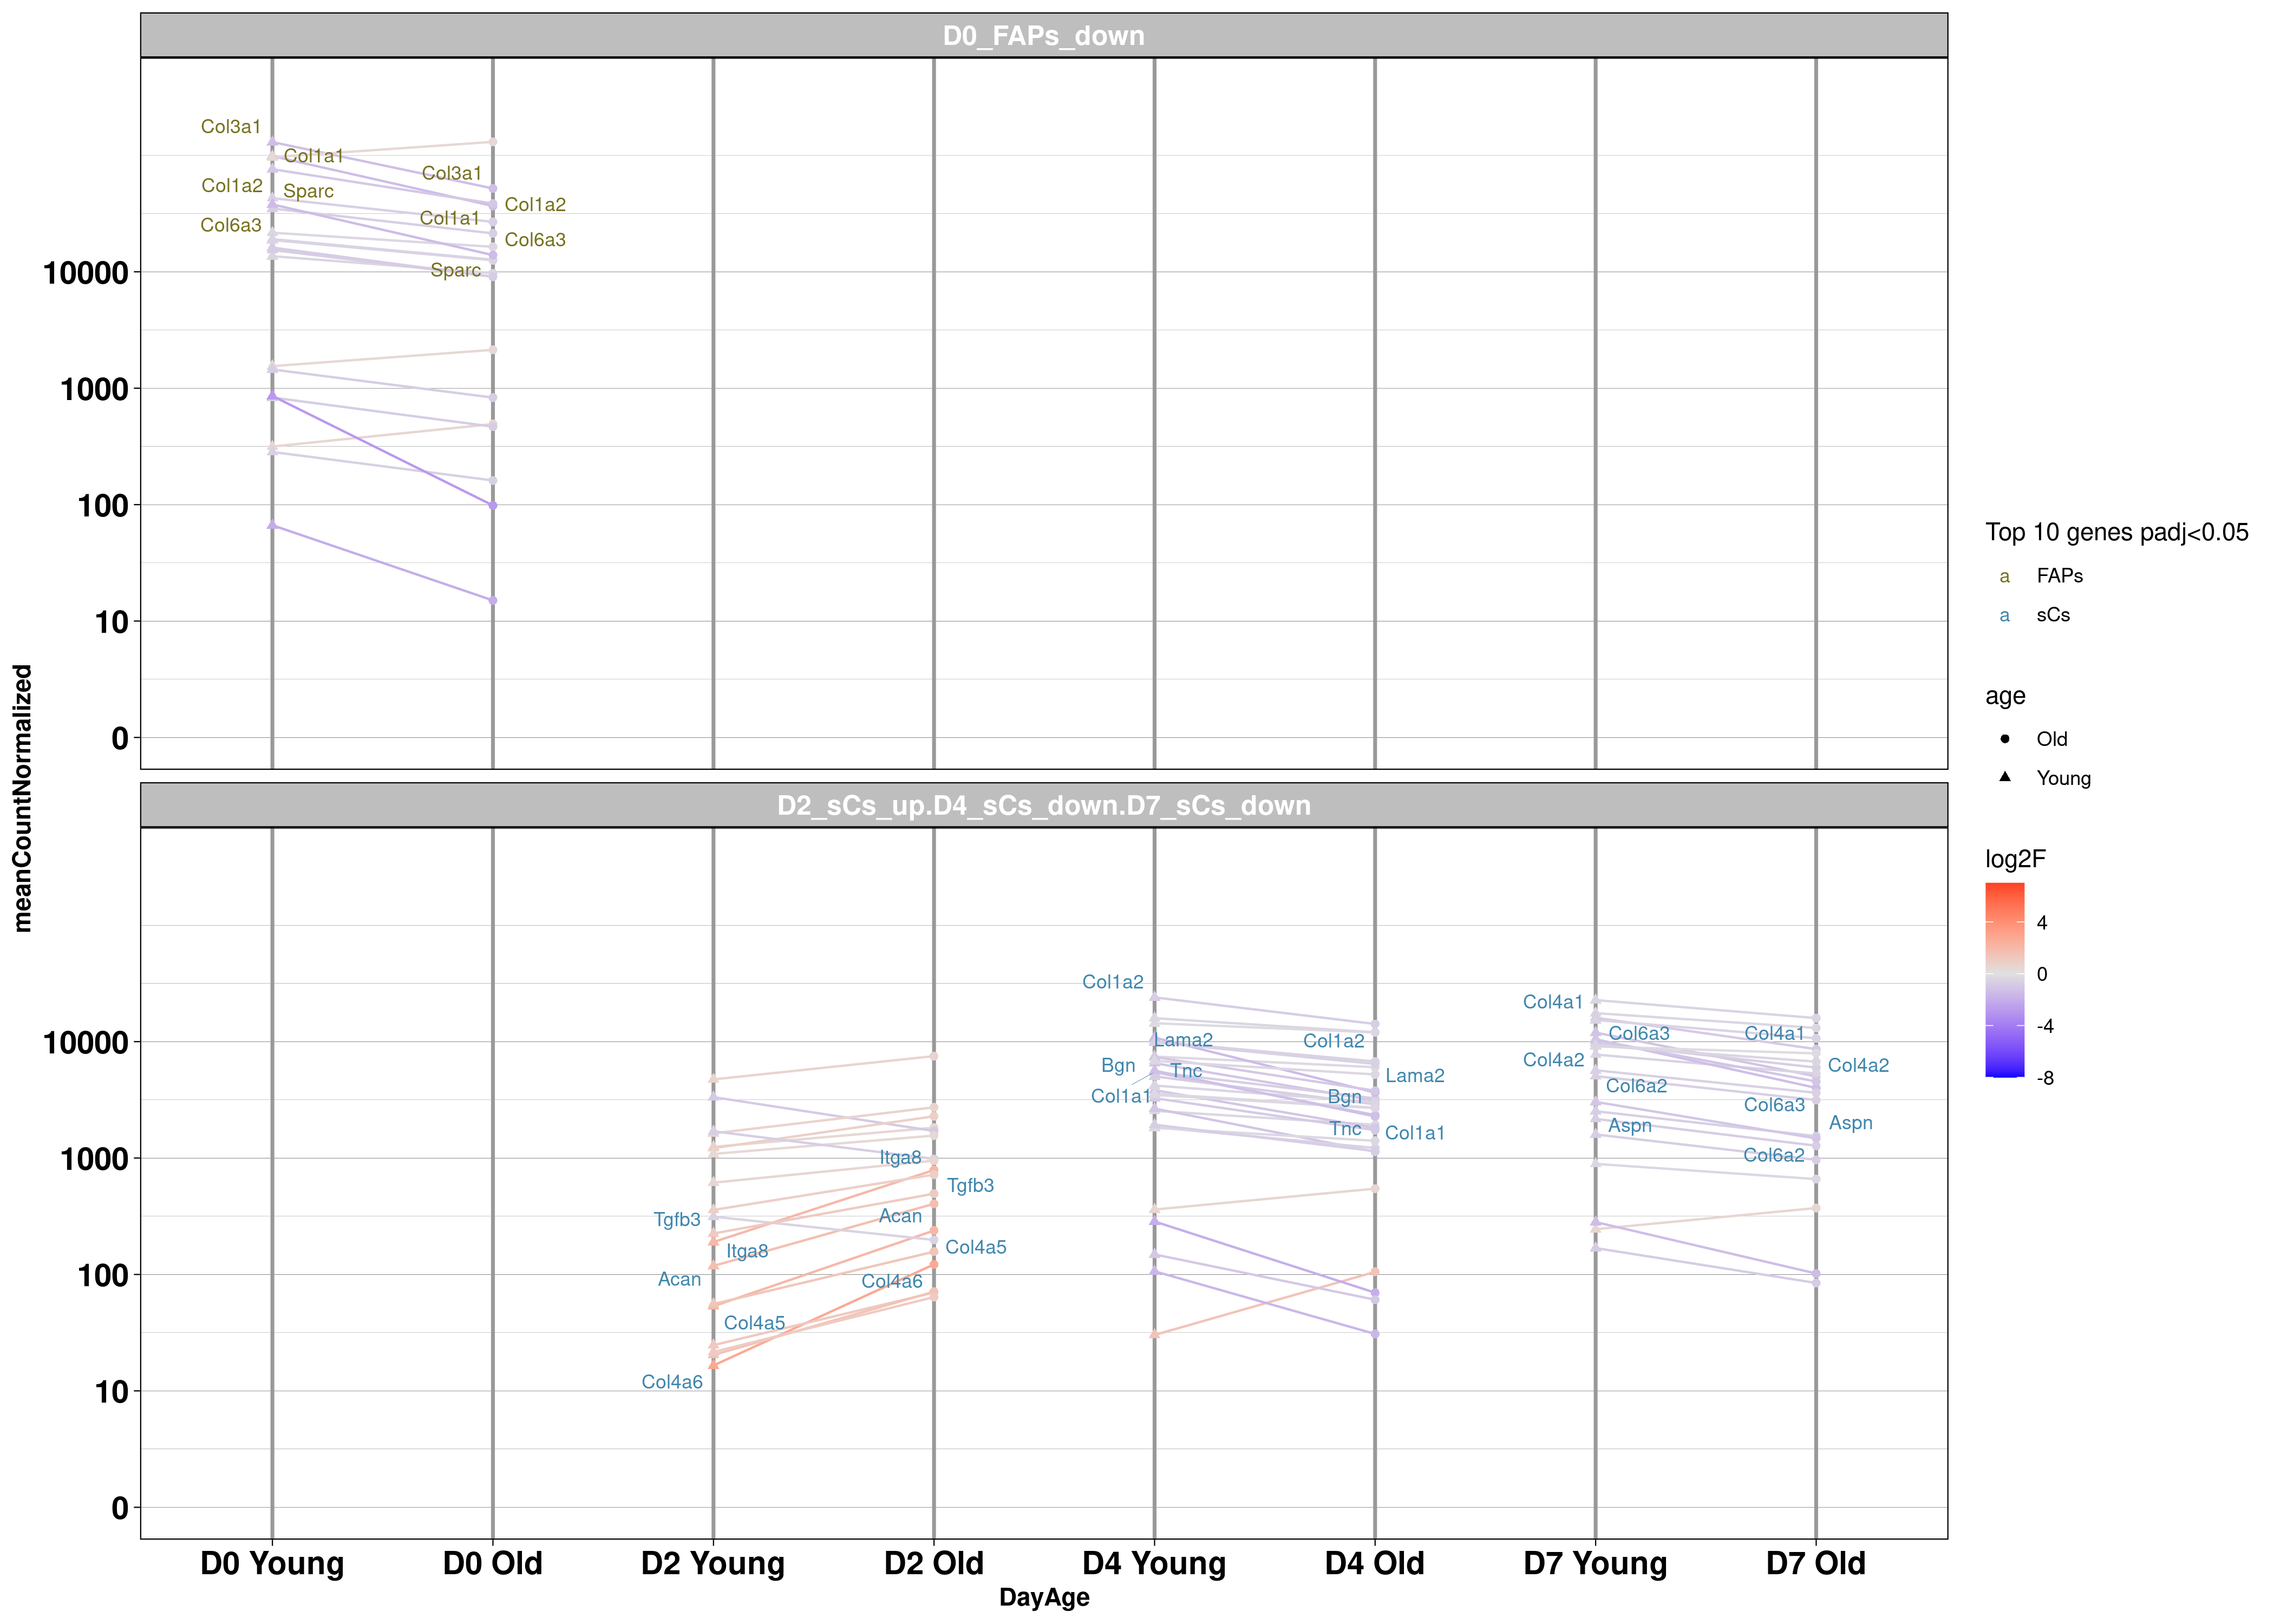 D0_FAPs_down
Col3a1
Col1a1
Col3a1
Col1a2
Sparc
Col1a2
Col1a1
Col6a3
Col6a3
Sparc
10000
1000
100
10
0
meanCountNormalized
D2_sCs_up.D4_sCs_down.D7_sCs_down
Col1a2
Col4a1
Lama2
Col1a2
Col6a3
Col4a1
Bgn
Tnc
Lama2
Col4a2
Col4a2
Col1a1
Bgn
Col6a2
Col6a3
Tnc
Col1a1
Aspn
Aspn
Itga8
Col6a2
Tgfb3
Tgfb3
Acan
Itga8
Col4a5
Acan
Col4a6
Col4a5
Col4a6
10000
1000
100
10
0
D0 Young
D0 Old
D2 Young
D2 Old
D4 Young
D4 Old
D7 Young
D7 Old
DayAge
Top 10 genes padj<0.05
a FAPs
a sCs
age
Old
Young
log2F
4
0
-4
-8